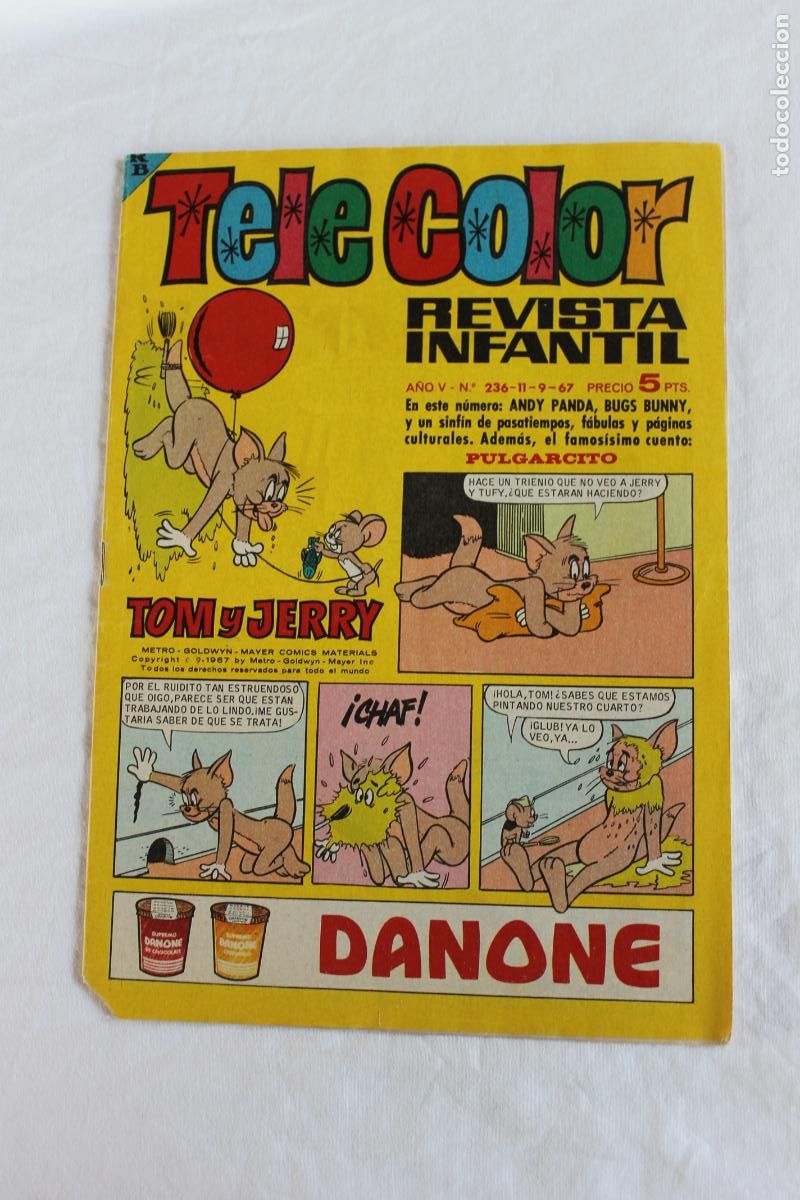 todocoleccion
RB
Tele Color
REVISTA
INFANTIL
AÑO V - N.º 236-11-9-67 PRECIO 5 PTS.
En este número: ANDY PANDA, BUGS BUNNY,
y un sinfín de pasatiempos, fábulas y páginas
culturales. Además, el famosísimo cuento:
PULGARCITO
TOM y JERRY
METRO - GOLDWYN - MAYER COMICS MATERIALS
Copyright © 9-1967 by Metro - Goldwyn - Mayer Inc
Todos los derechos reservados para todo el mundo
HACE UN TRIENIO QUE NO VEO A JERRY
Y TUFY,¿QUE ESTARAN HACIENDO?
POR EL RUIDITO TAN ESTRUENDOSO
QUE OIGO,PARECE SER QUE ESTAN
TRABAJANDO DE LO LINDO.¡ME GUS-
TARIA SABER DE QUE SE TRATA!
¡CHAF!
¡HOLA,TOM!¿SABES QUE ESTAMOS
PINTANDO NUESTRO CUARTO?
¡GLUB!YA LO
VEO,YA...
SUPREMO
DANONE
DE CHOCOLATE
SUPREMO
DANONE
DANONE